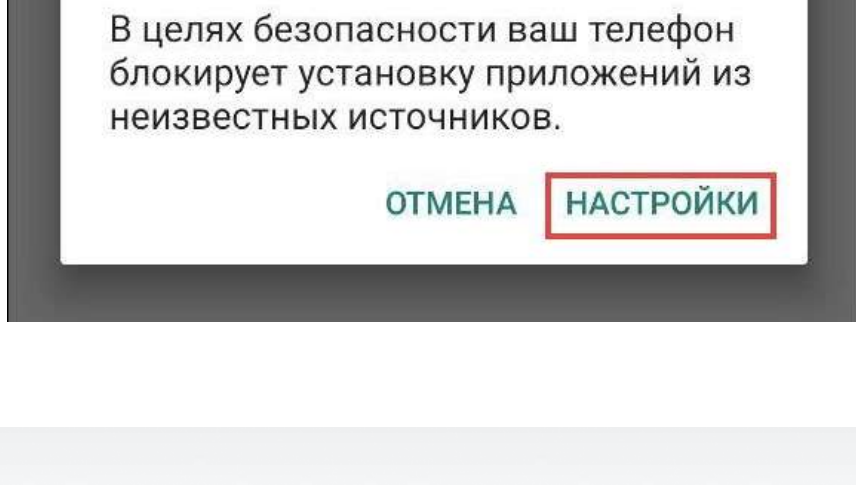 В целях безопасности ваш телефон
блокирует установку приложений из
неизвестных источников.
ОТМЕНА НАСТРОЙКИ